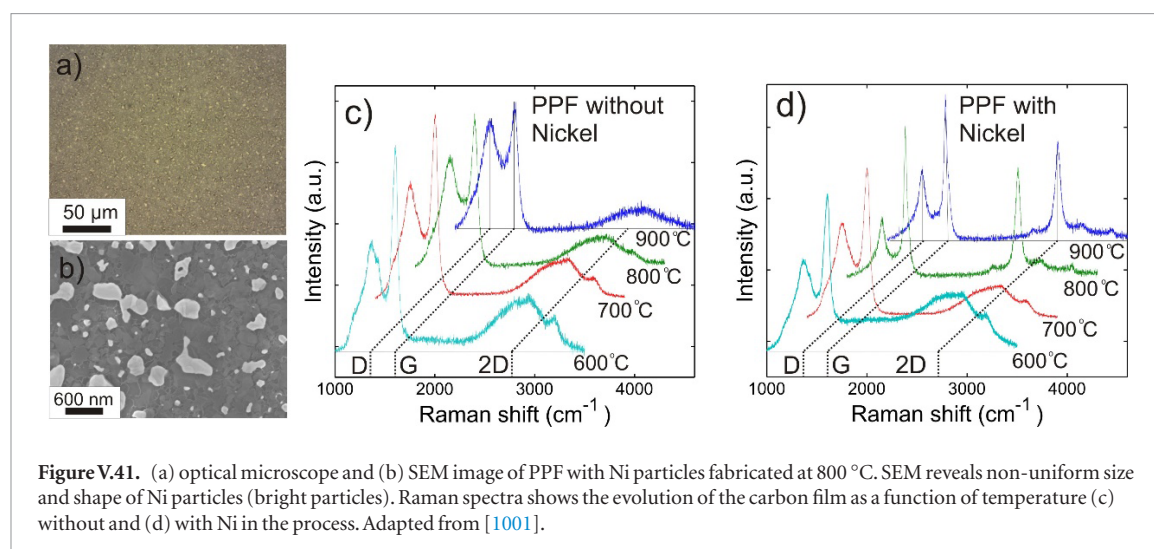 a)
50 µm
b)
600 nm
c)
PPF without
Nickel
Intensity (a.u.)
900°C
800°C
700°C
600°C
D
G
2D
1000
2000
3000
4000
Raman shift (cm⁻¹)
d)
PPF with
Nickel
Intensity (a.u.)
900°C
800°C
700°C
600°C
D
G
2D
1000
2000
3000
4000
Raman shift (cm⁻¹)
Figure V.41. (a) optical microscope and (b) SEM image of PPF with Ni particles fabricated at 800 °C. SEM reveals non-uniform size
and shape of Ni particles (bright particles). Raman spectra shows the evolution of the carbon film as a function of temperature (c)
without and (d) with Ni in the process. Adapted from [1001].